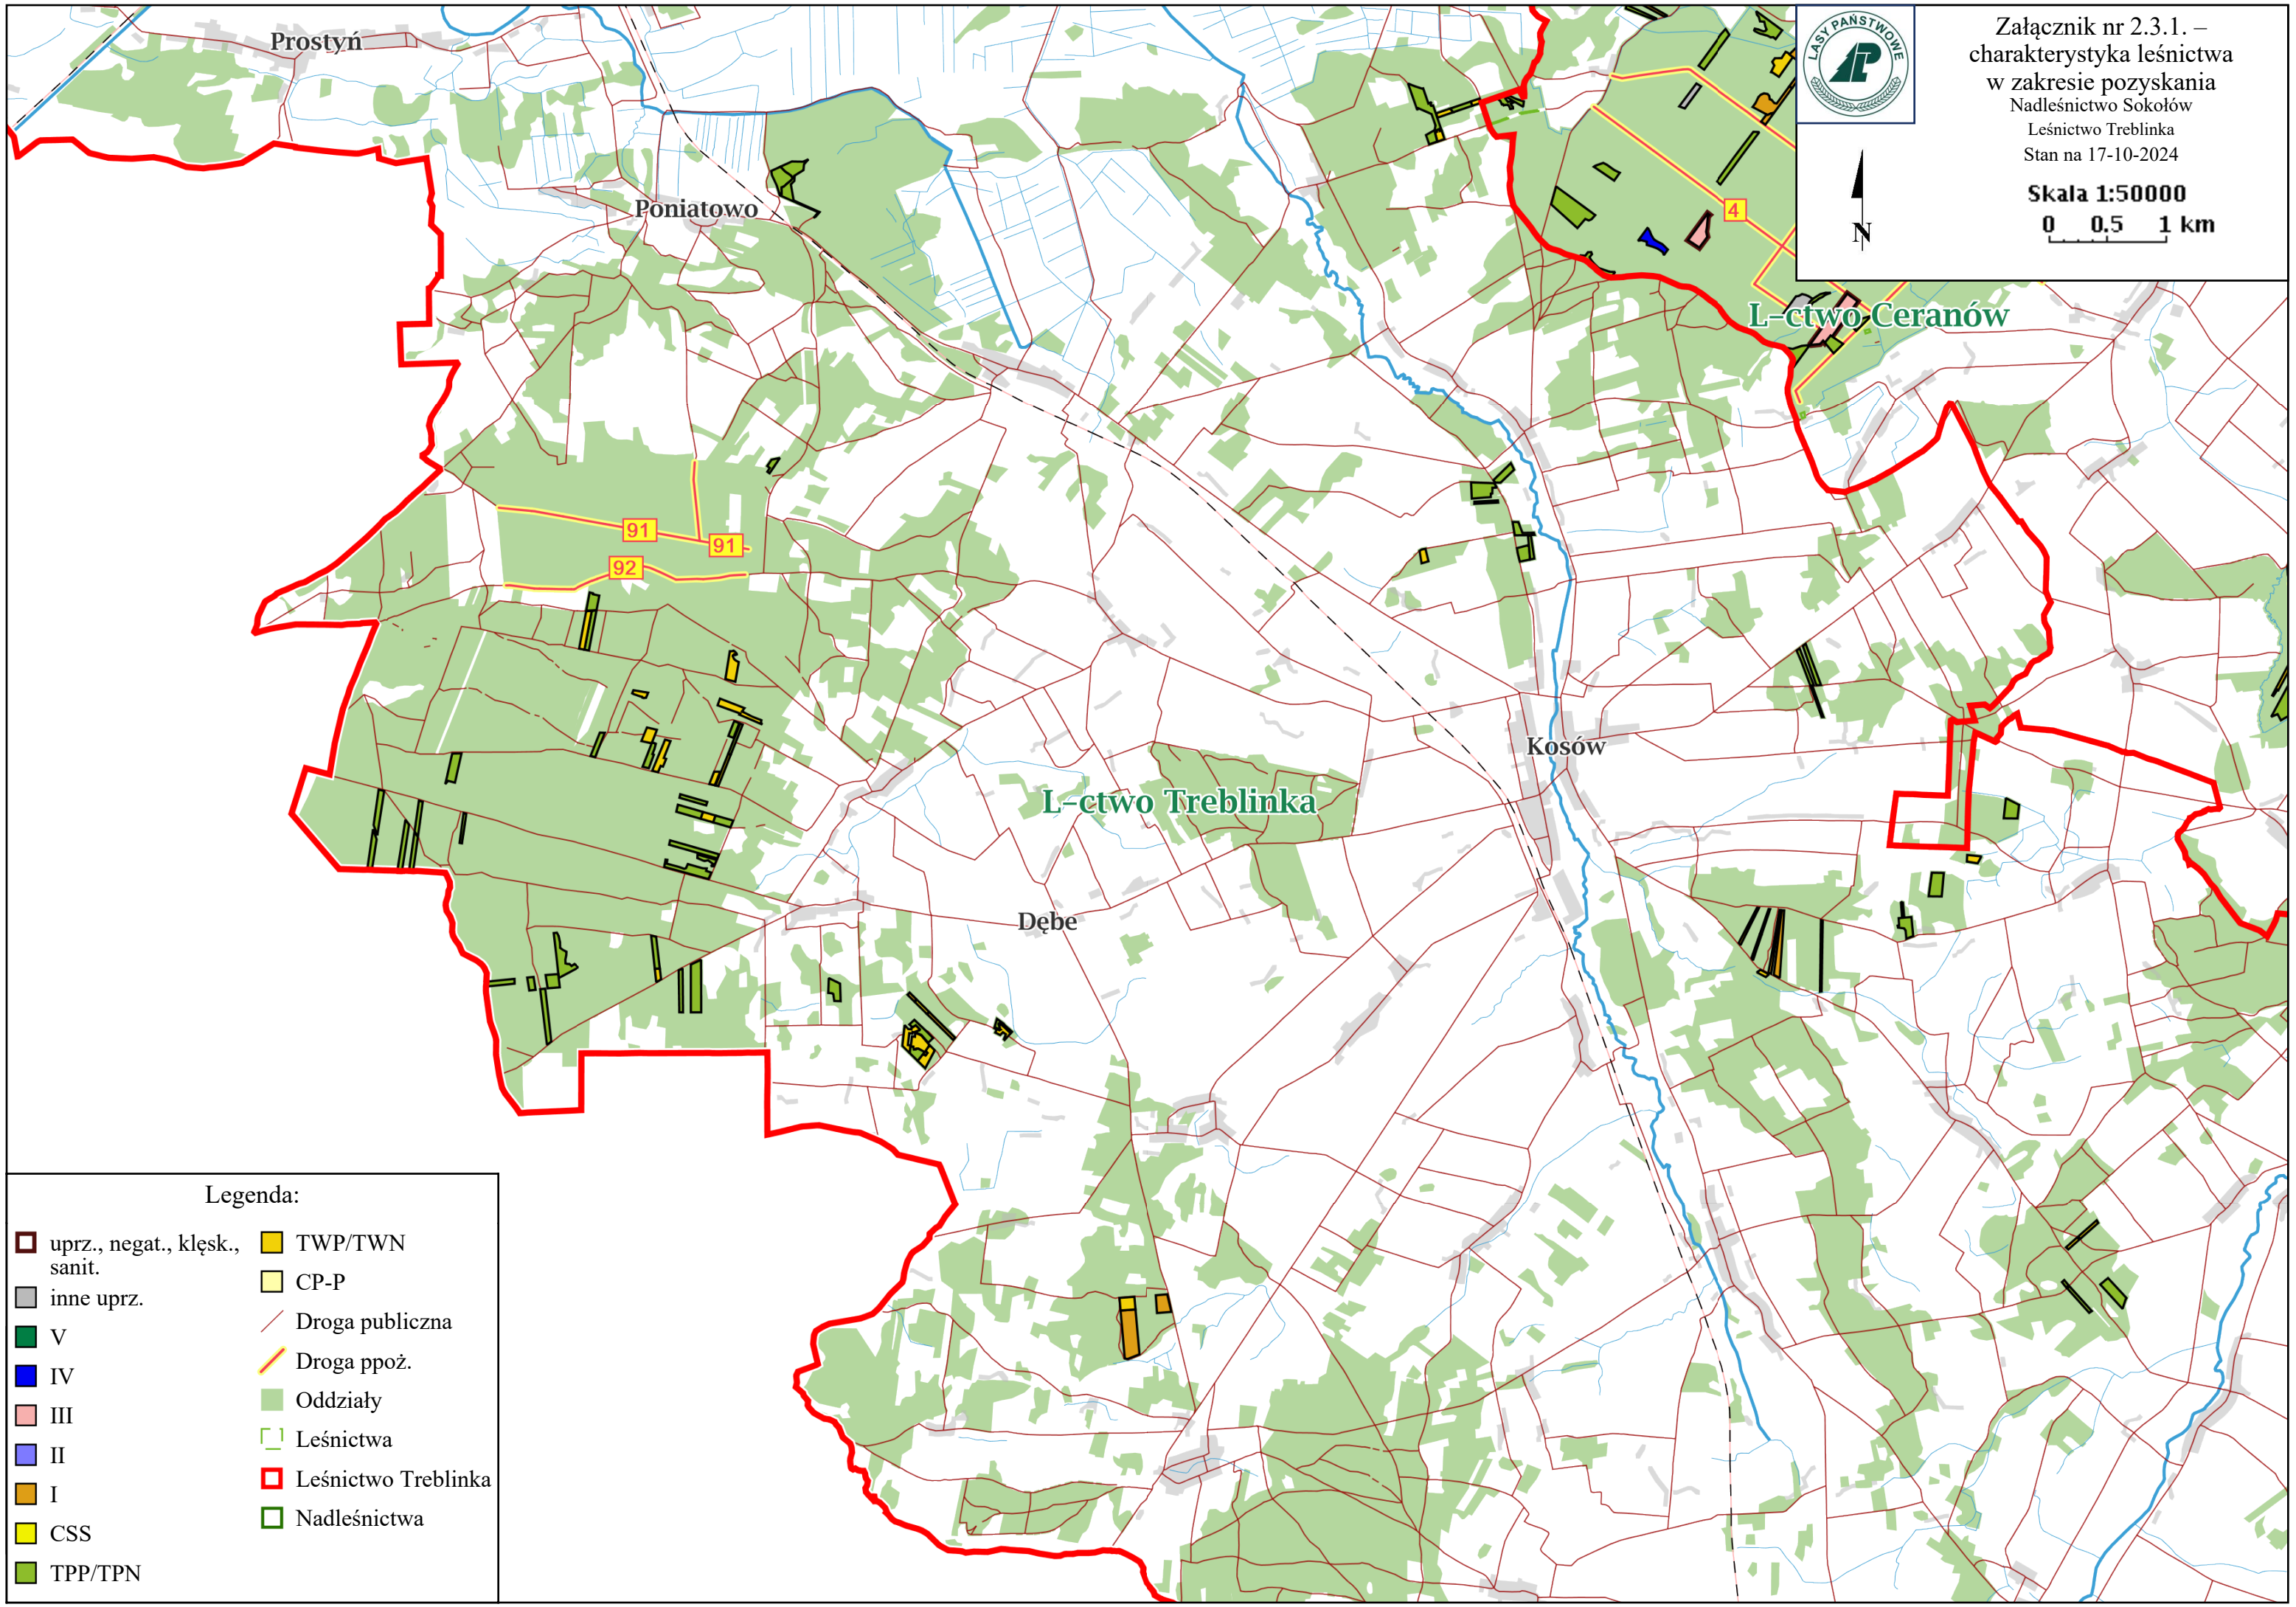 Prostyń
Poniatowo
LASY PAŃSTWOWE
Załącznik nr 2.3.1. –
charakterystyka leśnictwa
w zakresie pozyskania
Nadleśnictwo Sokołów
Leśnictwo Treblinka
Stan na 17-10-2024
Skala 1:50000
0 0.5 1 km
N
4
L-ctwo Ceranów
91
91
92
Kosów
L-ctwo Treblinka
Dębe
Legenda:
uprz., negat., klęsk.,
sanit.
inne uprz.
V
IV
III
II
I
CSS
TPP/TPN
TWP/TWN
CP-P
Droga publiczna
Droga ppoż.
Oddziały
Leśnictwa
Leśnictwo Treblinka
Nadleśnictwa